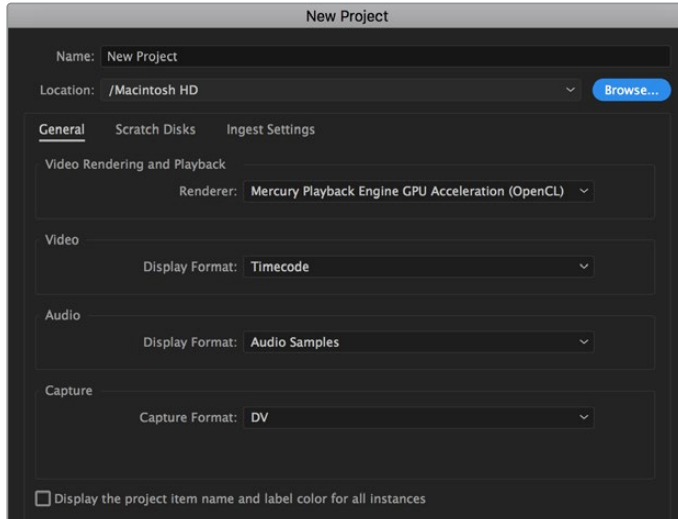 New Project
Name: New Project
Location: /Macintosh HD Browse...
General Scratch Disks Ingest Settings
Video Rendering and Playback
Renderer: Mercury Playback Engine GPU Acceleration (OpenCL)
Video
Display Format: Timecode
Audio
Display Format: Audio Samples
Capture
Capture Format: DV
Display the project item name and label color for all instances